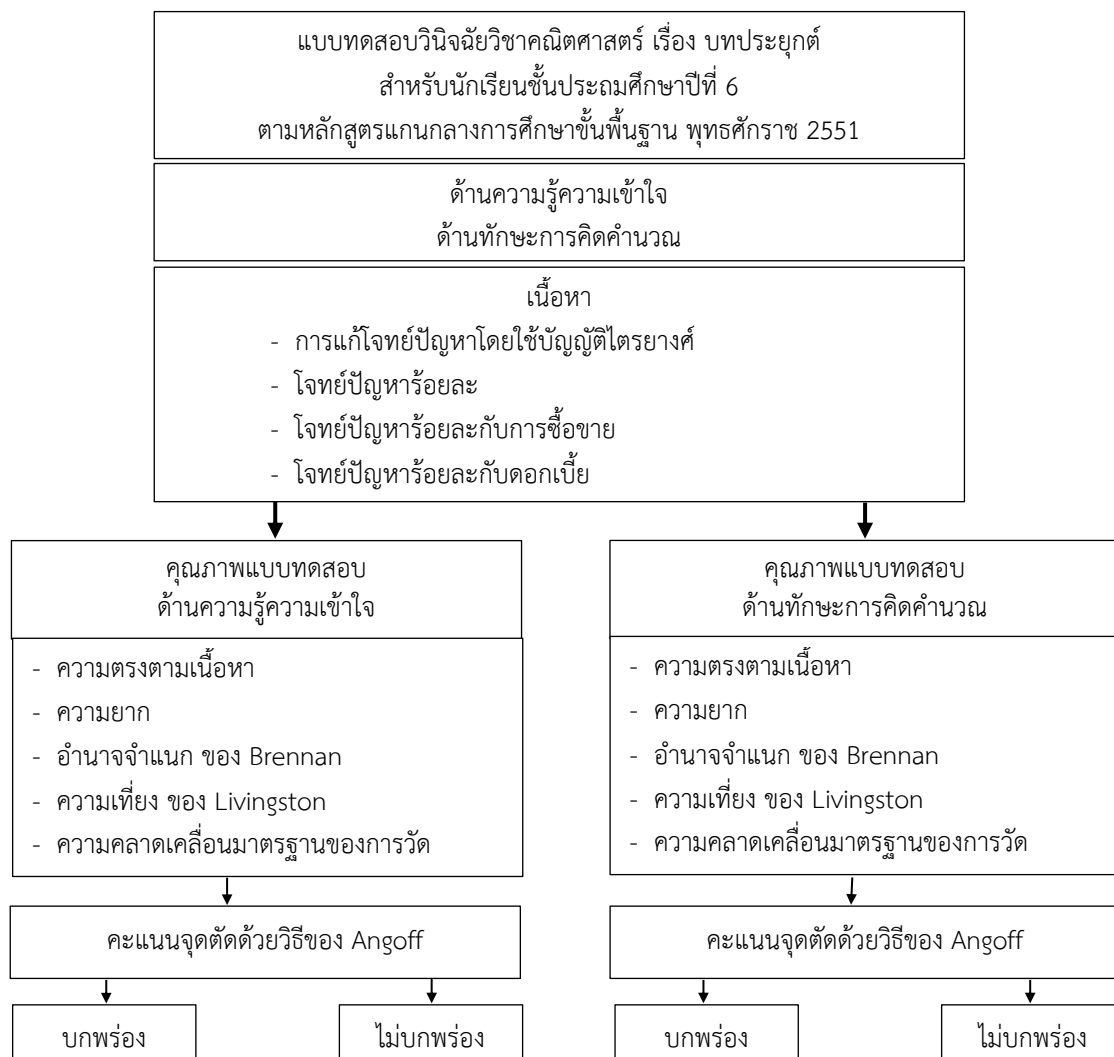 แบบทดสอบวินิจฉัยวิชาคณิตศาสตร์ เรื่อง บทประยุกต์
สำหรับนักเรียนชั้นประถมศึกษาปีที่ 6
ตามหลักสูตรแกนกลางการศึกษาขั้นพื้นฐาน พุทธศักราช 2551
ด้านความรู้ความเข้าใจ
ด้านทักษะการคิดคำนวณ
เนื้อหา
- การแก้โจทย์ปัญหาโดยใช้บัญญัติไตรยางศ์
- โจทย์ปัญหาร้อยละ
- โจทย์ปัญหาร้อยละกับการซื้อขาย
- โจทย์ปัญหาร้อยละกับดอกเบี้ย
คุณภาพแบบทดสอบ
ด้านความรู้ความเข้าใจ
- ความตรงตามเนื้อหา
- ความยาก
- อำนาจจำแนก ของ Brennan
- ความเที่ยง ของ Livingston
- ความคลาดเคลื่อนมาตรฐานของการวัด
คะแนนจุดตัดด้วยวิธีของ Angoff
บกพร่อง
ไม่บกพร่อง
คุณภาพแบบทดสอบ
ด้านทักษะการคิดคำนวณ
- ความตรงตามเนื้อหา
- ความยาก
- อำนาจจำแนก ของ Brennan
- ความเที่ยง ของ Livingston
- ความคลาดเคลื่อนมาตรฐานของการวัด
คะแนนจุดตัดด้วยวิธีของ Angoff
บกพร่อง
ไม่บกพร่อง